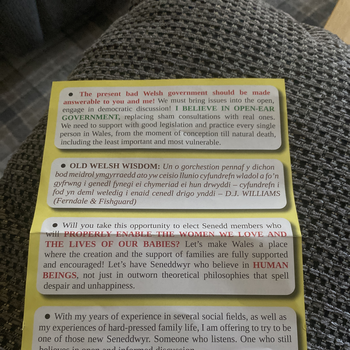 ● The present bad Welsh government should be made
answerable to you and me! We must bring issues into the open,
engage in democratic discussion! I BELIEVE IN OPEN-EAR
GOVERNMENT, replacing sham consultations with real ones.
We need to support with good legislation and practice every single
person in Wales, from the moment of conception till natural death,
including the least important and most vulnerable.
● OLD WELSH WISDOM: Un o gorchestion pennaf y dichon
bod meidrol ymgyrraedd ato yw ceisio llunio cyfundrefn wladol a fo'n
gyfrwng i genedl fynegi ei chymeriad ei hun drwyddi – cyfundrefn i
fod yn deml weledig i enaid cenedl drigo ynddi – D.J. WILLIAMS
(Ferndale & Fishguard)
● Will you take this opportunity to elect Senedd members who
will PROPERLY ENABLE THE WOMEN WE LOVE AND
THE LIVES OF OUR BABIES? Let's make Wales a place
where the creation and the support of families are fully supported
and encouraged! Let's have Seneddwyr who believe in HUMAN
BEINGS, not just in outworn theoretical philosophies that spell
despair and unhappiness.
● With my years of experience in several social fields, as well as
my experiences of hard-pressed family life, I am offering to try to be
one of those new Seneddwyr. Someone who listens. One who still
believes in open and informed discussion